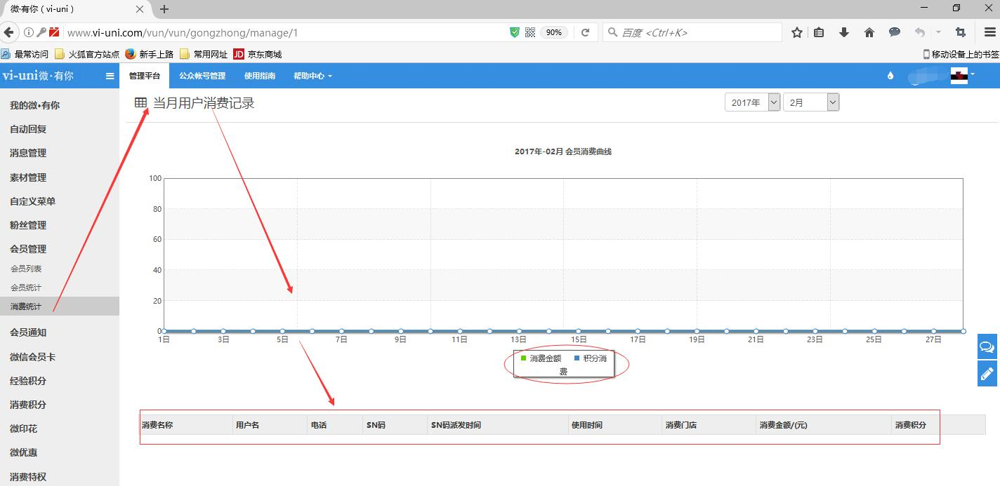 微·有你（vi-uni）
www.vi-uni.com/vun/vun/gongzhong/manage/1
90%
百度 <Ctrl+K>
最常访问
火狐官方站点
新手上路
常用网址
JD 京东商城
移动设备上的书签
vi-uni微·有你
管理平台
公众帐号管理
使用指南
帮助中心
我的微•有你
自动回复
消息管理
素材管理
自定义菜单
粉丝管理
会员管理
会员列表
会员统计
消费统计
会员通知
微信会员卡
经验积分
消费积分
微印花
微优惠
消费特权
当月用户消费记录
2017年
2月
2017年-02月 会员消费曲线
100
80
60
40
20
0
1日 3日 5日 7日 9日 11日 13日 15日 17日 19日 21日 23日 25日 27日
消费金额 积分消
费
消费名称 用户名 电话 SN码 SN码派发时间 使用时间 消费门店 消费金额/(元) 消费积分